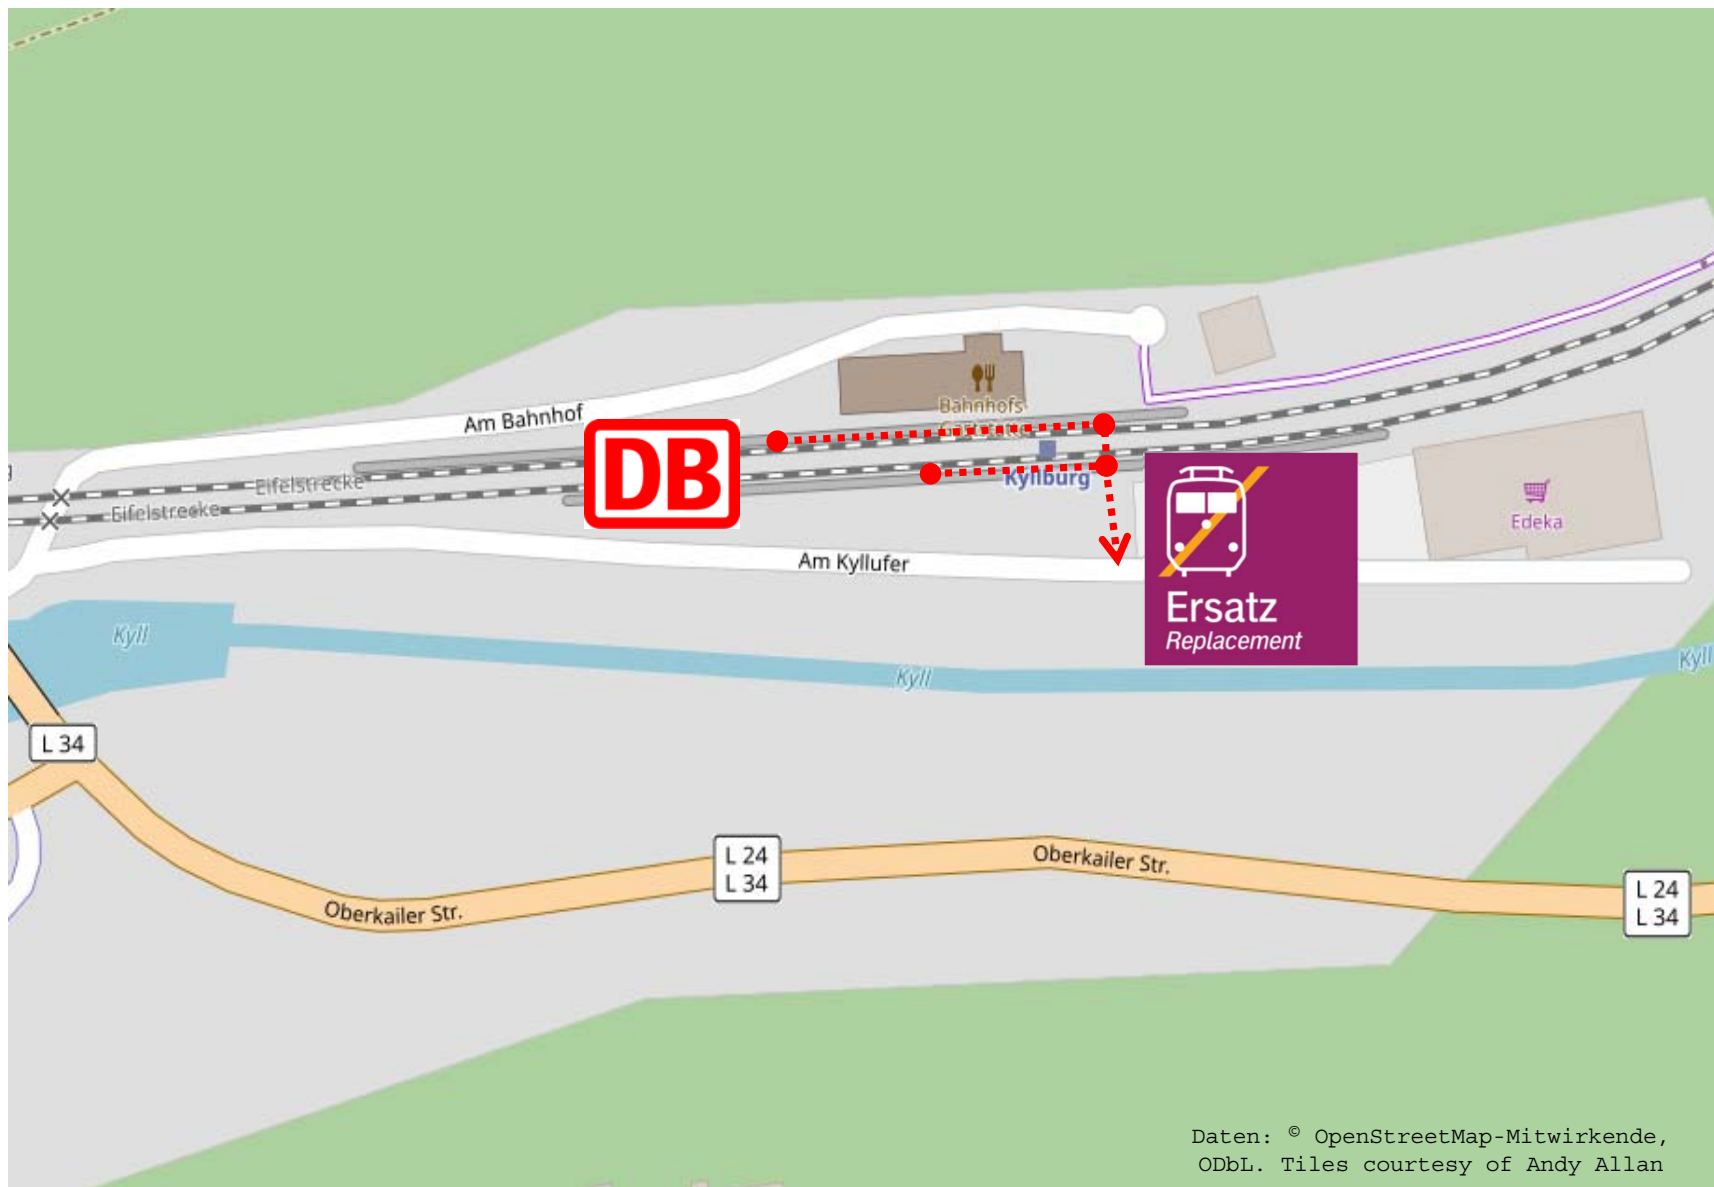 Am Bahnhof
Bahnhofs
Gaststätte
DB
Eifelstrecke
Eifelstrecke
Kyllburg
Edeka
Am Kyllufer
Ersatz
Replacement
Kyll
Kyll
Kyll
L 34
L 24
L 34
Oberkailer Str.
Oberkailer Str.
L 24
L 34
Daten: © OpenStreetMap-Mitwirkende,
ODbL. Tiles courtesy of Andy Allan